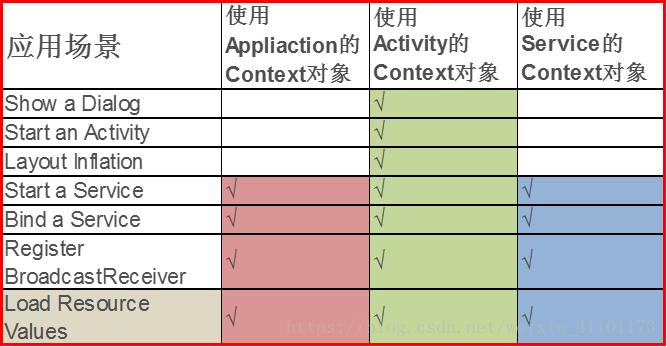 应用场景
使用
Appliaction的
Context对象
使用
Activity的
Context对象
使用
Service的
Context对象
Show a Dialog
√
Start an Activity
√
Layout Inflation
√
Start a Service
√ √ √
Bind a Service
√ √ √
Register
BroadcastReceiver
√ √ √
Load Resource
Values
√ √ √
https://blog.csdn.net/weixin_41101173